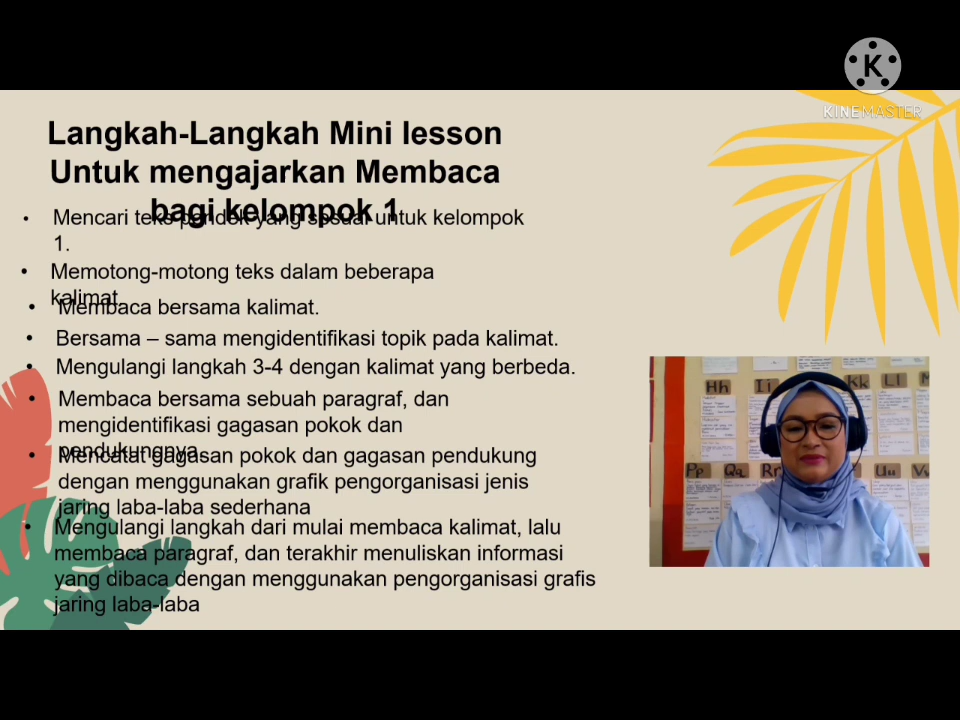 K
KINEMASTER
Langkah-Langkah Mini lesson
Untuk mengajarkan Membaca
bagi kelompok 1
• Mencari teks pendek yang sesuai untuk kelompok
1.
• Memotong-motong teks dalam beberapa
kalimat.
• Membaca bersama kalimat.
• Bersama – sama mengidentifikasi topik pada kalimat.
• Mengulangi langkah 3-4 dengan kalimat yang berbeda.
• Membaca bersama sebuah paragraf, dan
mengidentifikasi gagasan pokok dan
pendukungnya.
• Mencatat gagasan pokok dan gagasan pendukung
dengan menggunakan grafik pengorganisasi jenis
jaring laba-laba sederhana
• Mengulangi langkah dari mulai membaca kalimat, lalu
membaca paragraf, dan terakhir menuliskan informasi
yang dibaca dengan menggunakan pengorganisasi grafis
jaring laba-laba
Hh Ii Kk Ll
Pp Qq Rr Uu